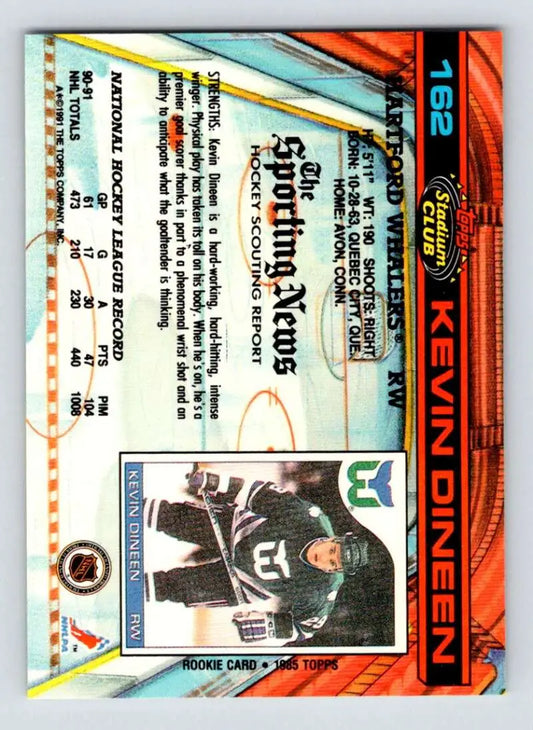 162
TOPPS
Stadium
CLUB
KEVIN DINEEN
HARTFORD WHALERS® RW
HT: 5'11" WT: 190 SHOOTS: RIGHT
BORN: 10-28-63, QUEBEC CITY, QUE.
HOME: AVON, CONN.
The
Sporting News
HOCKEY SCOUTING REPORT
STRENGTHS: Kevin Dineen is a hard-working, hard-hitting, intense
winger. Physical play has taken its toll on his body. When he's on, he's a
premier goal scorer thanks in part to a phenomenal wrist shot and an
ability to anticipate what the goaltender is thinking.
NATIONAL HOCKEY LEAGUE RECORD
GP G A PTS PIM
90-91 61 17 30 47 104
NHL TOTALS 473 210 230 440 1008
A*©1991 THE TOPPS COMPANY, INC.
KEVIN DINEEN RW
ROOKIE CARD • 1985 TOPPS
NHL
NHLPA
TM